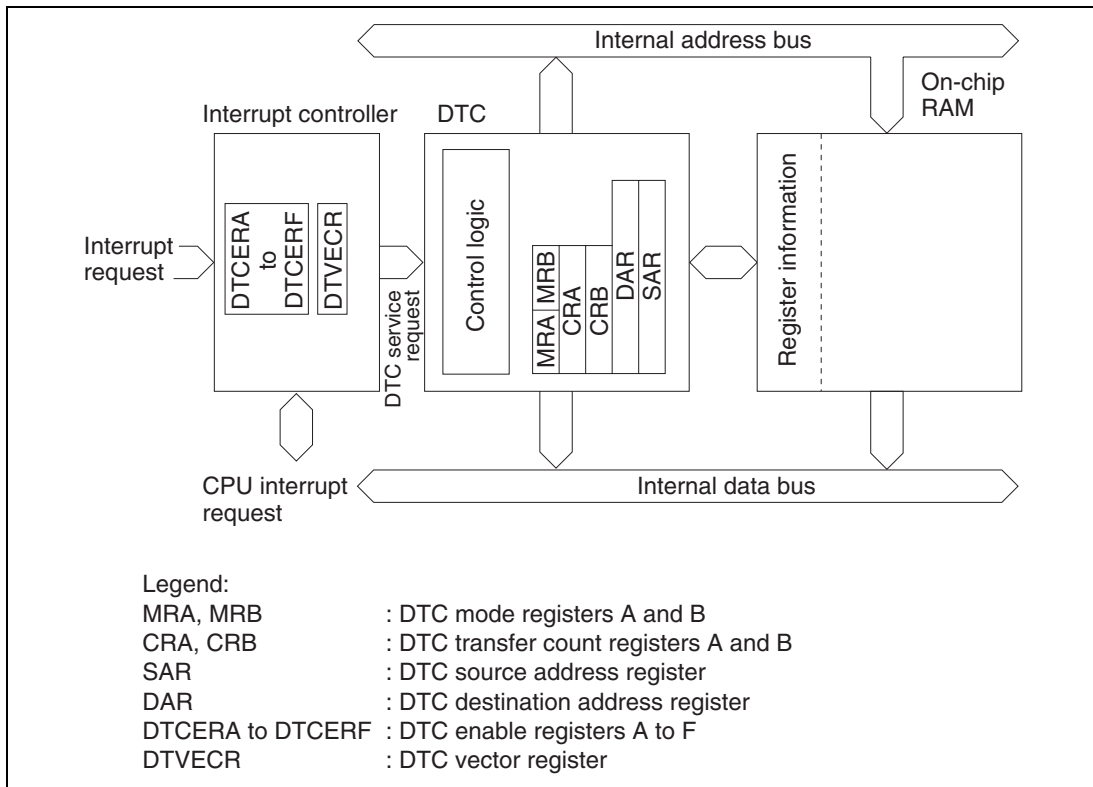 Internal address bus
On-chip
RAM
Interrupt controller
DTC
Interrupt
request
DTCERA
to
DTCERF
DTVECR
DTC service
request
Control logic
MRA
MRB
CRA
CRB
DAR
SAR
Register information
CPU interrupt
request
Internal data bus
Legend:
MRA, MRB : DTC mode registers A and B
CRA, CRB : DTC transfer count registers A and B
SAR : DTC source address register
DAR : DTC destination address register
DTCERA to DTCERF : DTC enable registers A to F
DTVECR : DTC vector register